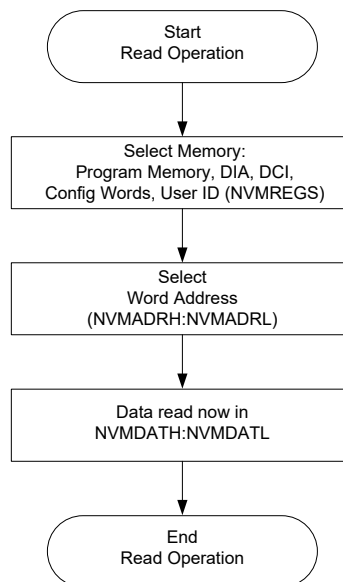 Start
Read Operation
Select Memory:
Program Memory, DIA, DCI,
Config Words, User ID (NVMREGS)
Select
Word Address
(NVMADRH:NVMADRL)
Data read now in
NVMDATH:NVMDATL
End
Read Operation